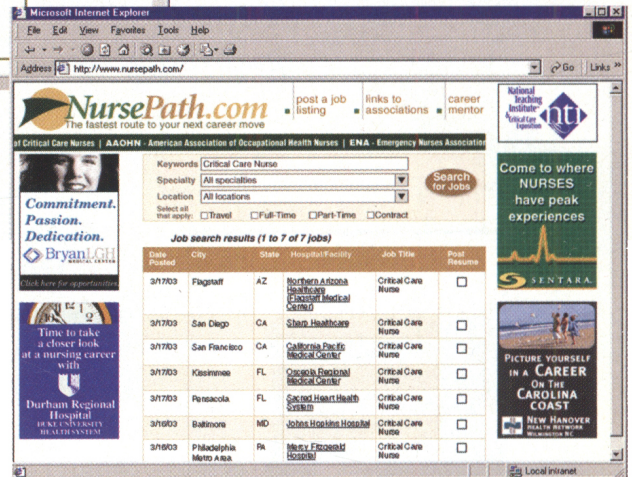 Microsoft Internet Explorer
File Edit View Favorites Tools Help
Address http://www.nursepath.com/ Go Links »
NursePath.com
The fastest route to your next career move
post a job listing
links to associations
career mentor
National
Teaching
Institute
Critical Care
Exposition
nti
of Critical Care Nurses | AAOHN - American Association of Occupational Health Nurses | ENA - Emergency Nurses Association
Keywords Critical Care Nurse
Specialty All specialties
Location All locations
Search
for Jobs
Select all
that apply: Travel Full-Time Part-Time Contract
Commitment.
Passion.
Dedication.
BryanLGH
MEDICAL CENTER
Click here for opportunities.
Come to where
NURSES
have peak
experiences
SENTARA
Job search results (1 to 7 of 7 jobs)
Date Posted City State Hospital/Facility Job Title Post Resume
3/17/03 Flagstaff AZ Northern Arizona Healthcare (Flagstaff Medical Center) Critical Care Nurse
3/17/03 San Diego CA Sharp Healthcare Critical Care Nurse
3/17/03 San Francisco CA California Pacific Medical Center Critical Care Nurse
3/17/03 Kissimmee FL Osceola Regional Medical Center Critical Care Nurse
3/17/03 Pensacola FL Sacred Heart Health System Critical Care Nurse
3/16/03 Baltimore MD Johns Hopkins Hospital Critical Care Nurse
3/16/03 Philadelphia Metro Area PA Mercy Fitzgerald Hospital Critical Care Nurse
12 1 2
Time to take
a closer look
at a nursing career
with
Durham Regional
Hospital
DUKE UNIVERSITY
HEALTH SYSTEM
PICTURE YOURSELF
IN A CAREER
ON THE
CAROLINA
COAST
NEW HANOVER
HEALTH NETWORK
WILMINGTON NC
Local intranet